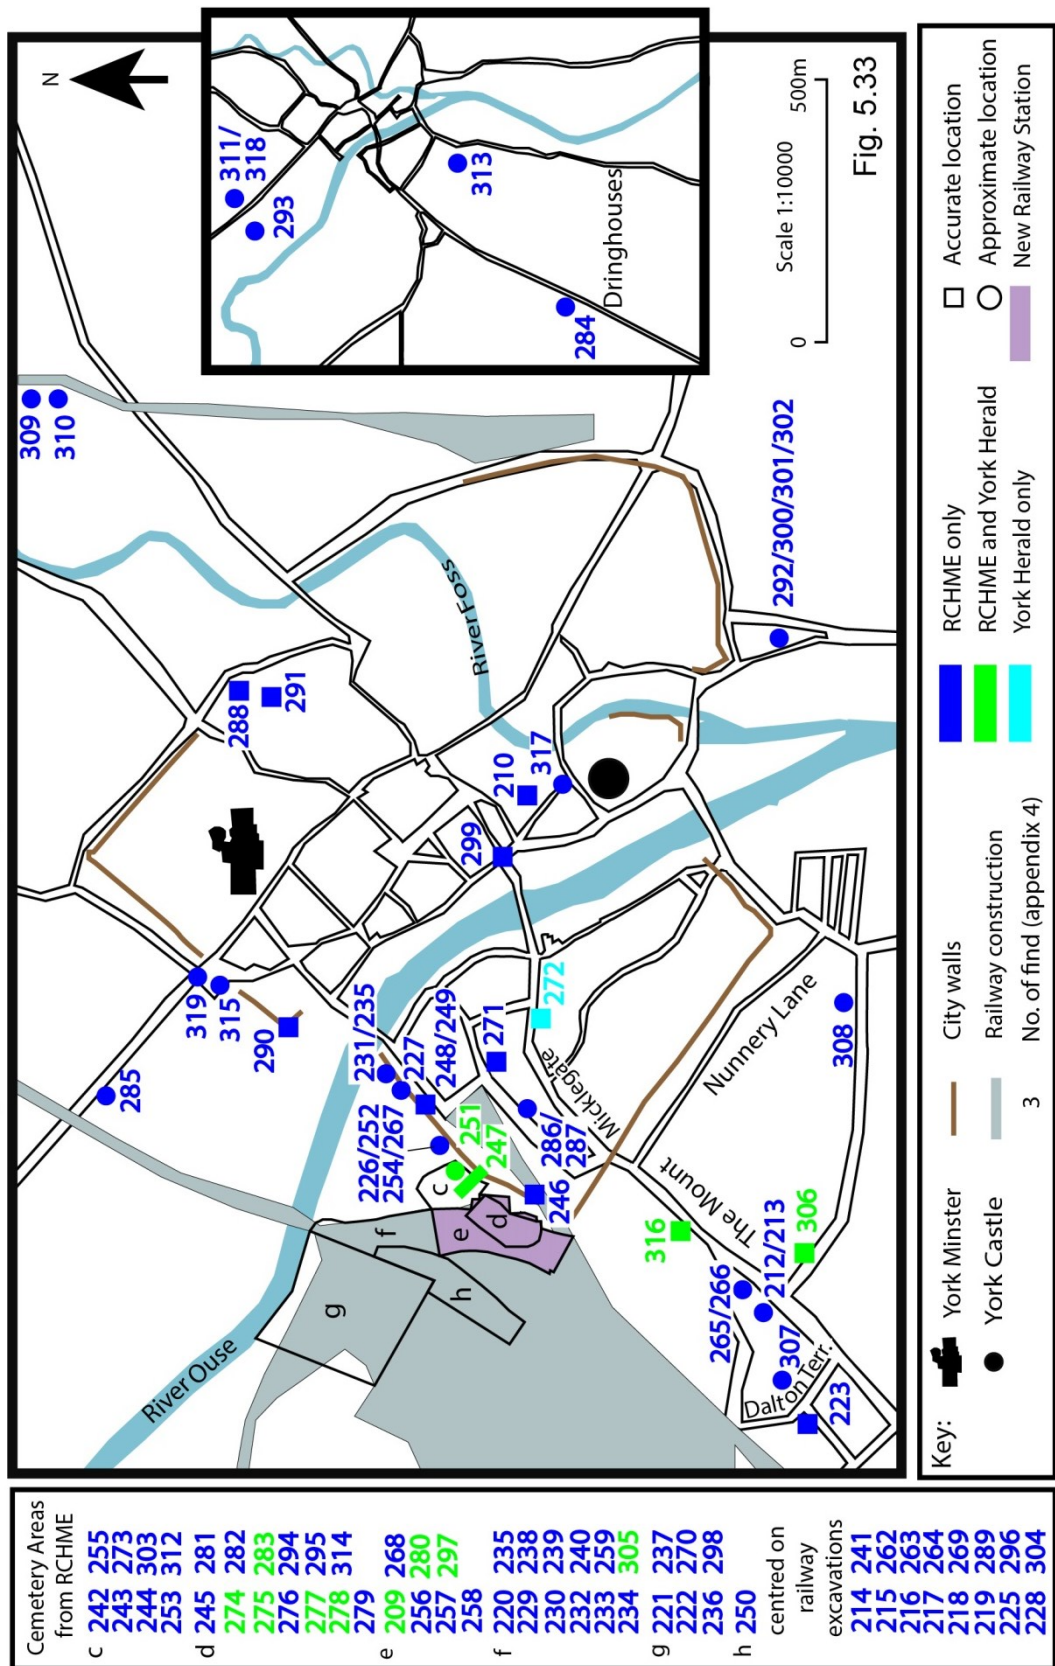 Cemetery Areas
from RCHME
c 242 255
243 273
244 303
253 312
d 245 281
274 282
275 283
276 294
277 295
278 314
279
e 209 268
256 280
257 297
258
f 220 235
229 238
230 239
232 240
233 259
234 305
g 221 237
222 270
236 298
h 250
centred on
railway
excavations
214 241
215 262
216 263
217 264
218 269
219 289
225 296
228 304
N
309
310
285
319
315
290
288
291
River Ouse
River Foss
231/235
227
248/249
226/252
254/267
251
247
c
d
e
f
g
h
299
210
317
271
272
286/
287
246
Micklegate
The Mount
Nunnery Lane
316
306
265/266
212/213
307
Dalton Terr.
223
308
292/300/301/302
311/
318
293
313
284
Dringhouses
Scale 1:10000
0 500m
Fig. 5.33
Key:
York Minster
York Castle
City walls
Railway construction
3 No. of find (appendix 4)
RCHME only
RCHME and York Herald
York Herald only
Accurate location
Approximate location
New Railway Station